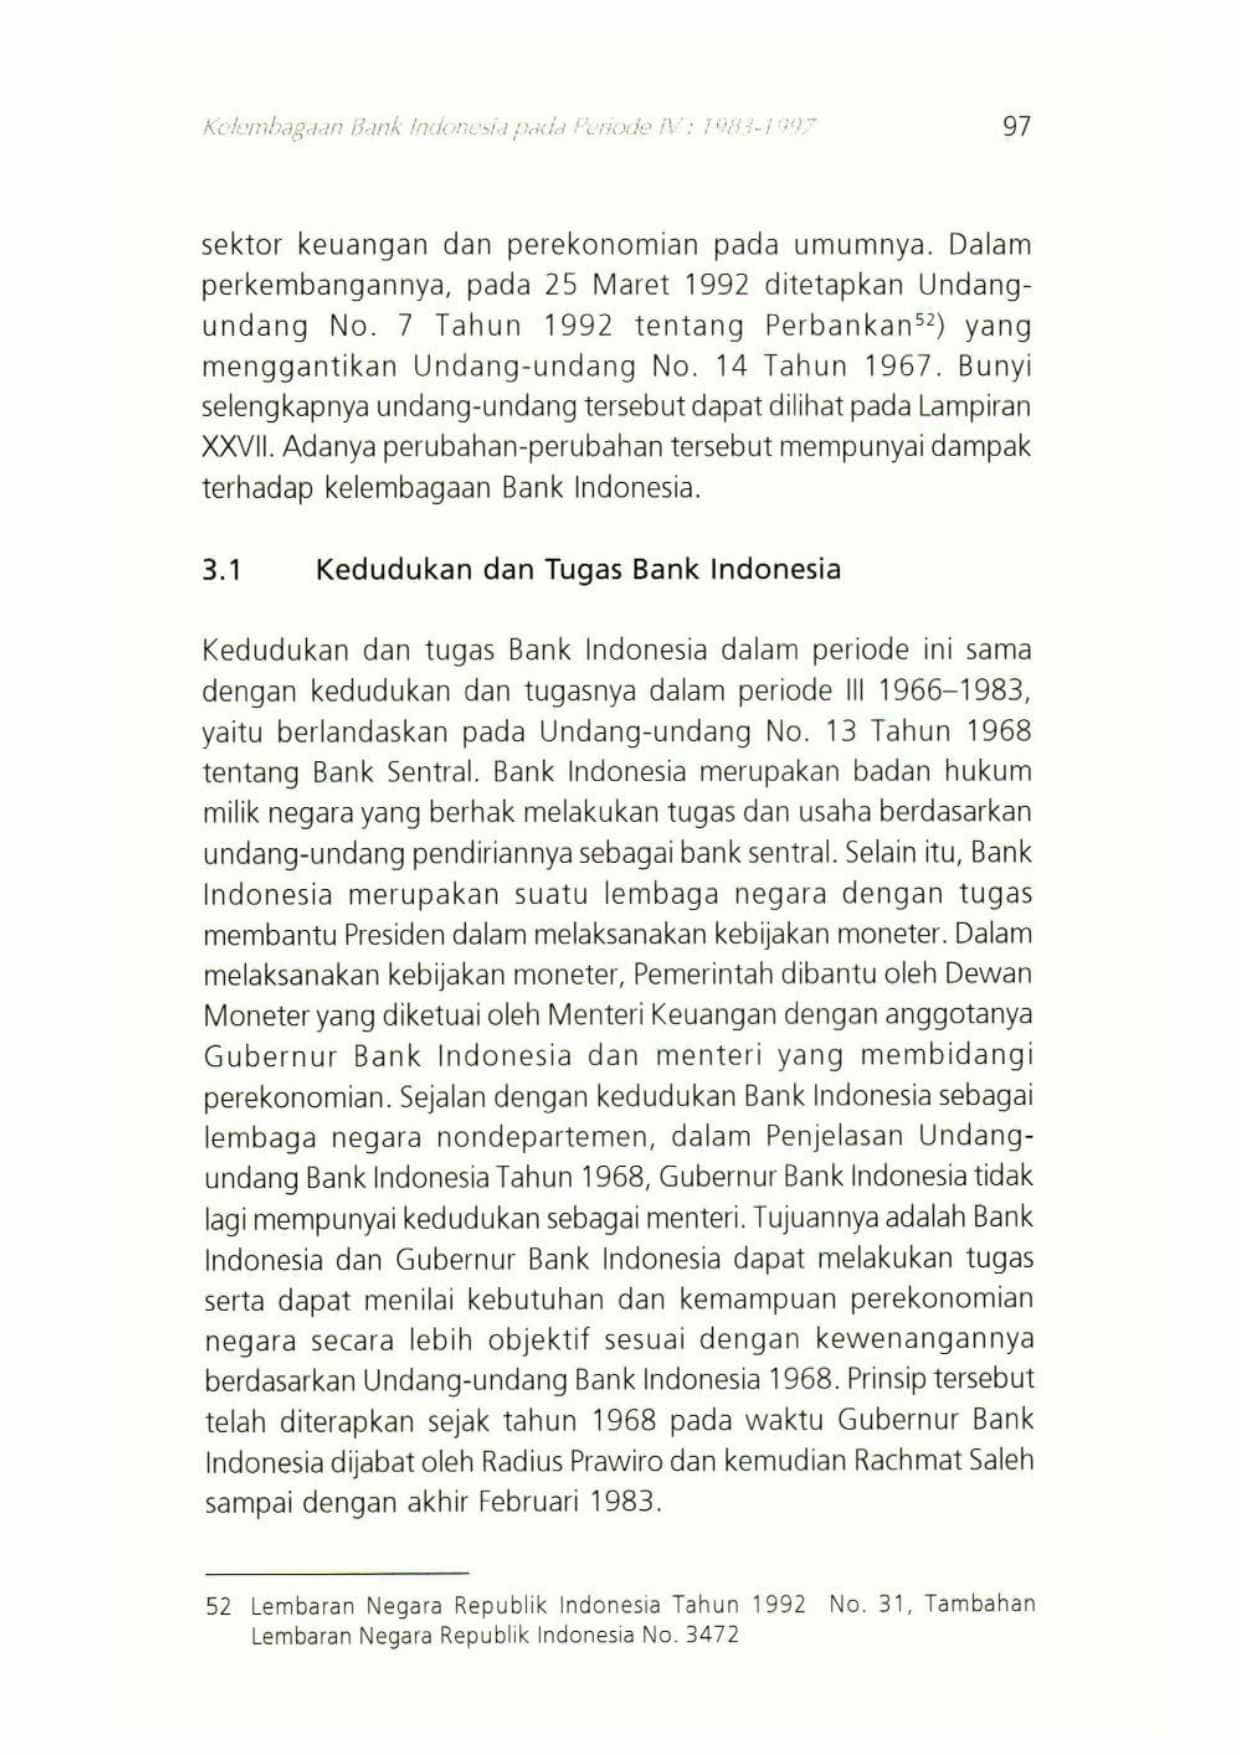 Kelembagaan Bank Indonesia pada Periode IV : 1983-1997 97
sektor keuangan dan perekonomian pada umumnya. Dalam
perkembangannya, pada 25 Maret 1992 ditetapkan Undang-
undang No. 7 Tahun 1992 tentang Perbankan⁵²) yang
menggantikan Undang-undang No. 14 Tahun 1967. Bunyi
selengkapnya undang-undang tersebut dapat dilihat pada Lampiran
XXVII. Adanya perubahan-perubahan tersebut mempunyai dampak
terhadap kelembagaan Bank Indonesia.
3.1 Kedudukan dan Tugas Bank Indonesia
Kedudukan dan tugas Bank Indonesia dalam periode ini sama
dengan kedudukan dan tugasnya dalam periode III 1966–1983,
yaitu berlandaskan pada Undang-undang No. 13 Tahun 1968
tentang Bank Sentral. Bank Indonesia merupakan badan hukum
milik negara yang berhak melakukan tugas dan usaha berdasarkan
undang-undang pendiriannya sebagai bank sentral. Selain itu, Bank
Indonesia merupakan suatu lembaga negara dengan tugas
membantu Presiden dalam melaksanakan kebijakan moneter. Dalam
melaksanakan kebijakan moneter, Pemerintah dibantu oleh Dewan
Moneter yang diketuai oleh Menteri Keuangan dengan anggotanya
Gubernur Bank Indonesia dan menteri yang membidangi
perekonomian. Sejalan dengan kedudukan Bank Indonesia sebagai
lembaga negara nondepartemen, dalam Penjelasan Undang-
undang Bank Indonesia Tahun 1968, Gubernur Bank Indonesia tidak
lagi mempunyai kedudukan sebagai menteri. Tujuannya adalah Bank
Indonesia dan Gubernur Bank Indonesia dapat melakukan tugas
serta dapat menilai kebutuhan dan kemampuan perekonomian
negara secara lebih objektif sesuai dengan kewenangannya
berdasarkan Undang-undang Bank Indonesia 1968. Prinsip tersebut
telah diterapkan sejak tahun 1968 pada waktu Gubernur Bank
Indonesia dijabat oleh Radius Prawiro dan kemudian Rachmat Saleh
sampai dengan akhir Februari 1983.
52 Lembaran Negara Republik Indonesia Tahun 1992 No. 31, Tambahan
Lembaran Negara Republik Indonesia No. 3472